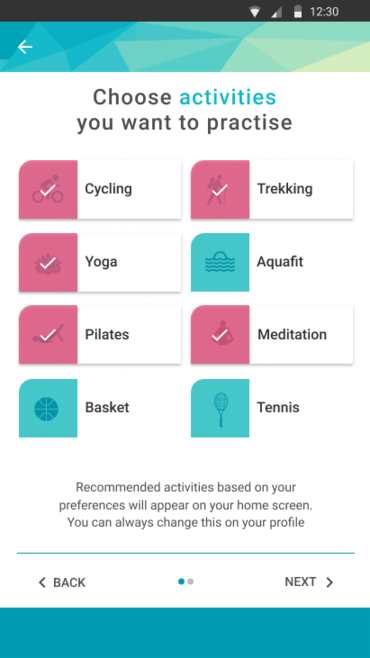 12:30
Choose activities
you want to practise
Cycling
Trekking
Yoga
Aquafit
Pilates
Meditation
Basket
Tennis
Recommended activities based on your
preferences will appear on your home screen.
You can always change this on your profile
BACK
NEXT